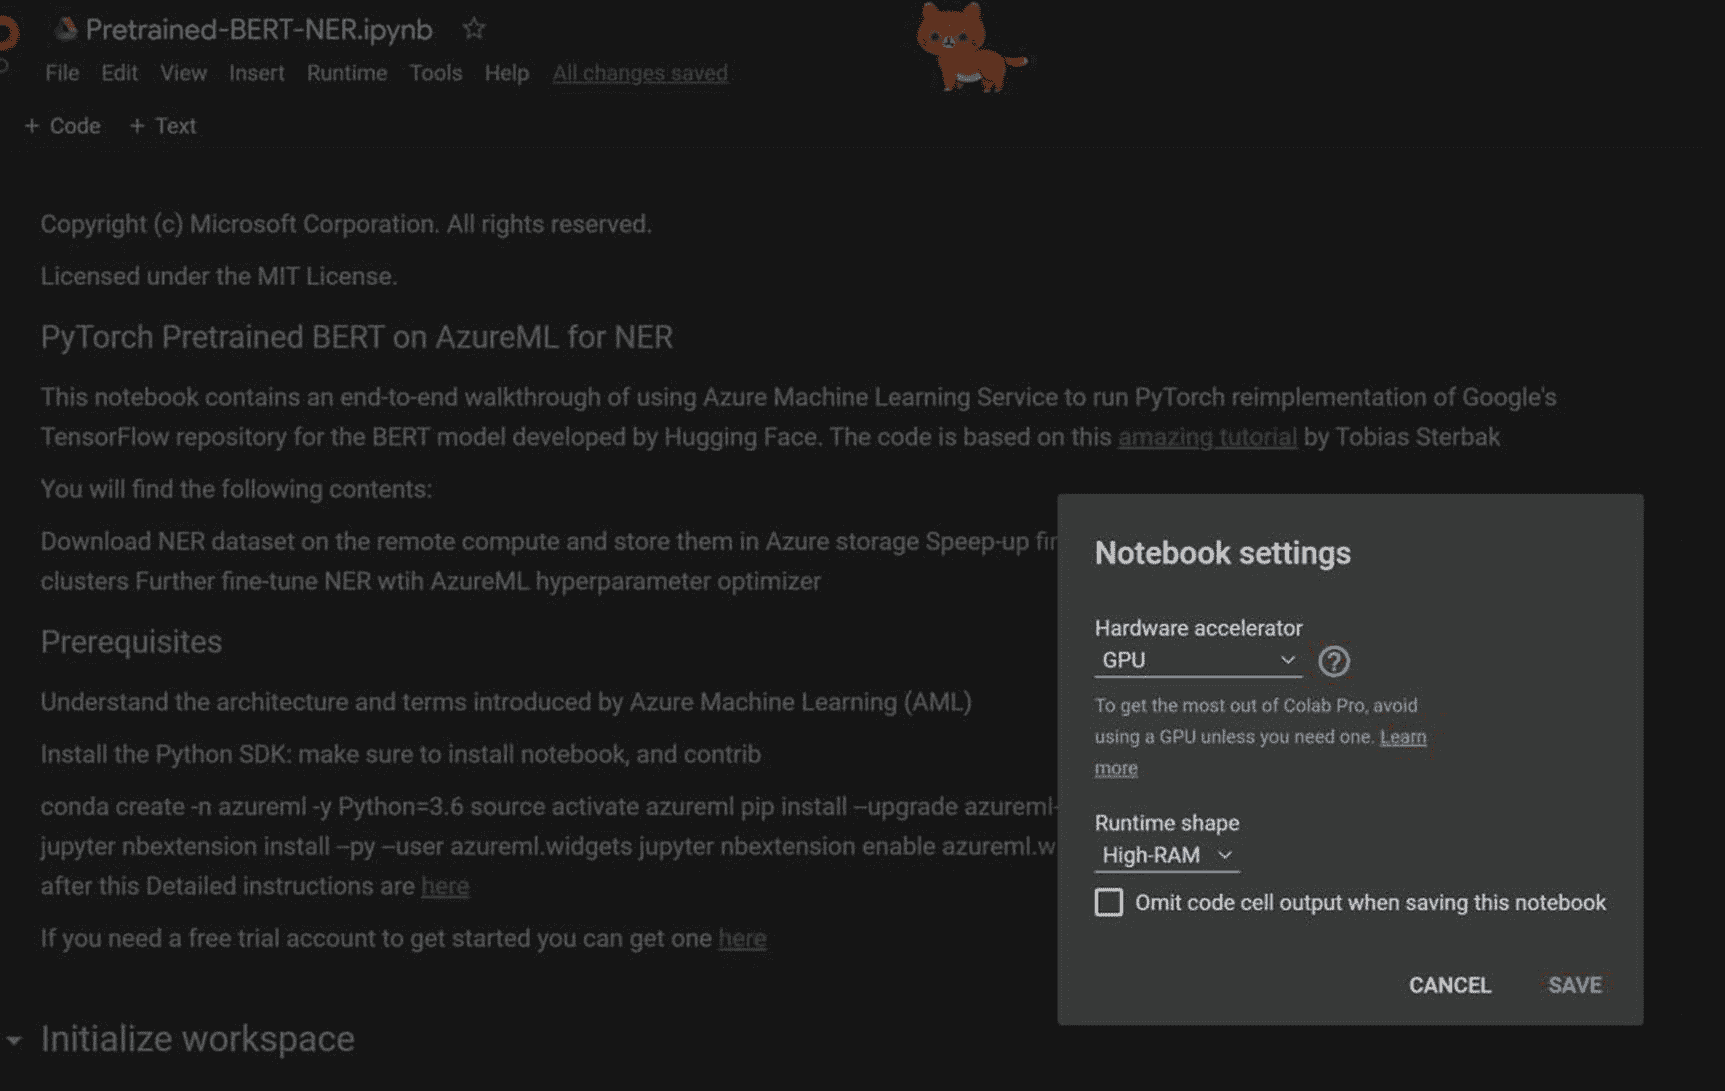 Pretrained-BERT-NER.ipynb
File Edit View Insert Runtime Tools Help All changes saved
+ Code + Text
Copyright (c) Microsoft Corporation. All rights reserved.
Licensed under the MIT License.
PyTorch Pretrained BERT on AzureML for NER
This notebook contains an end-to-end walkthrough of using Azure Machine Learning Service to run PyTorch reimplementation of Google's
TensorFlow repository for the BERT model developed by Hugging Face. The code is based on this amazing tutorial by Tobias Sterbak
You will find the following contents:
Download NER dataset on the remote compute and store them in Azure storage Speep-up fir
clusters Further fine-tune NER wtih AzureML hyperparameter optimizer
Prerequisites
Understand the architecture and terms introduced by Azure Machine Learning (AML)
Install the Python SDK: make sure to install notebook, and contrib
conda create -n azureml -y Python=3.6 source activate azureml pip install –upgrade azureml-
jupyter nbextension install –py –user azureml.widgets jupyter nbextension enable azureml.w
after this Detailed instructions are here
If you need a free trial account to get started you can get one here
Initialize workspace
Notebook settings
Hardware accelerator
GPU
To get the most out of Colab Pro, avoid
using a GPU unless you need one. Learn
more
Runtime shape
High-RAM
Omit code cell output when saving this notebook
CANCEL SAVE